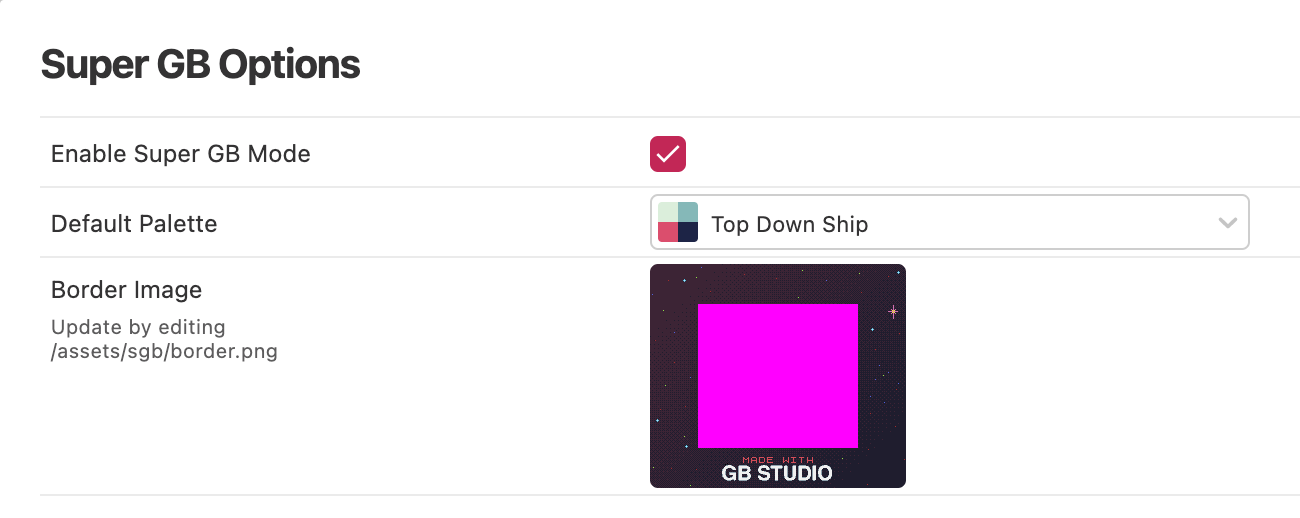 Super GB Options
Enable Super GB Mode
Default Palette
Top Down Ship
Border Image
Update by editing
/assets/sgb/border.png
MADE WITH
GB STUDIO